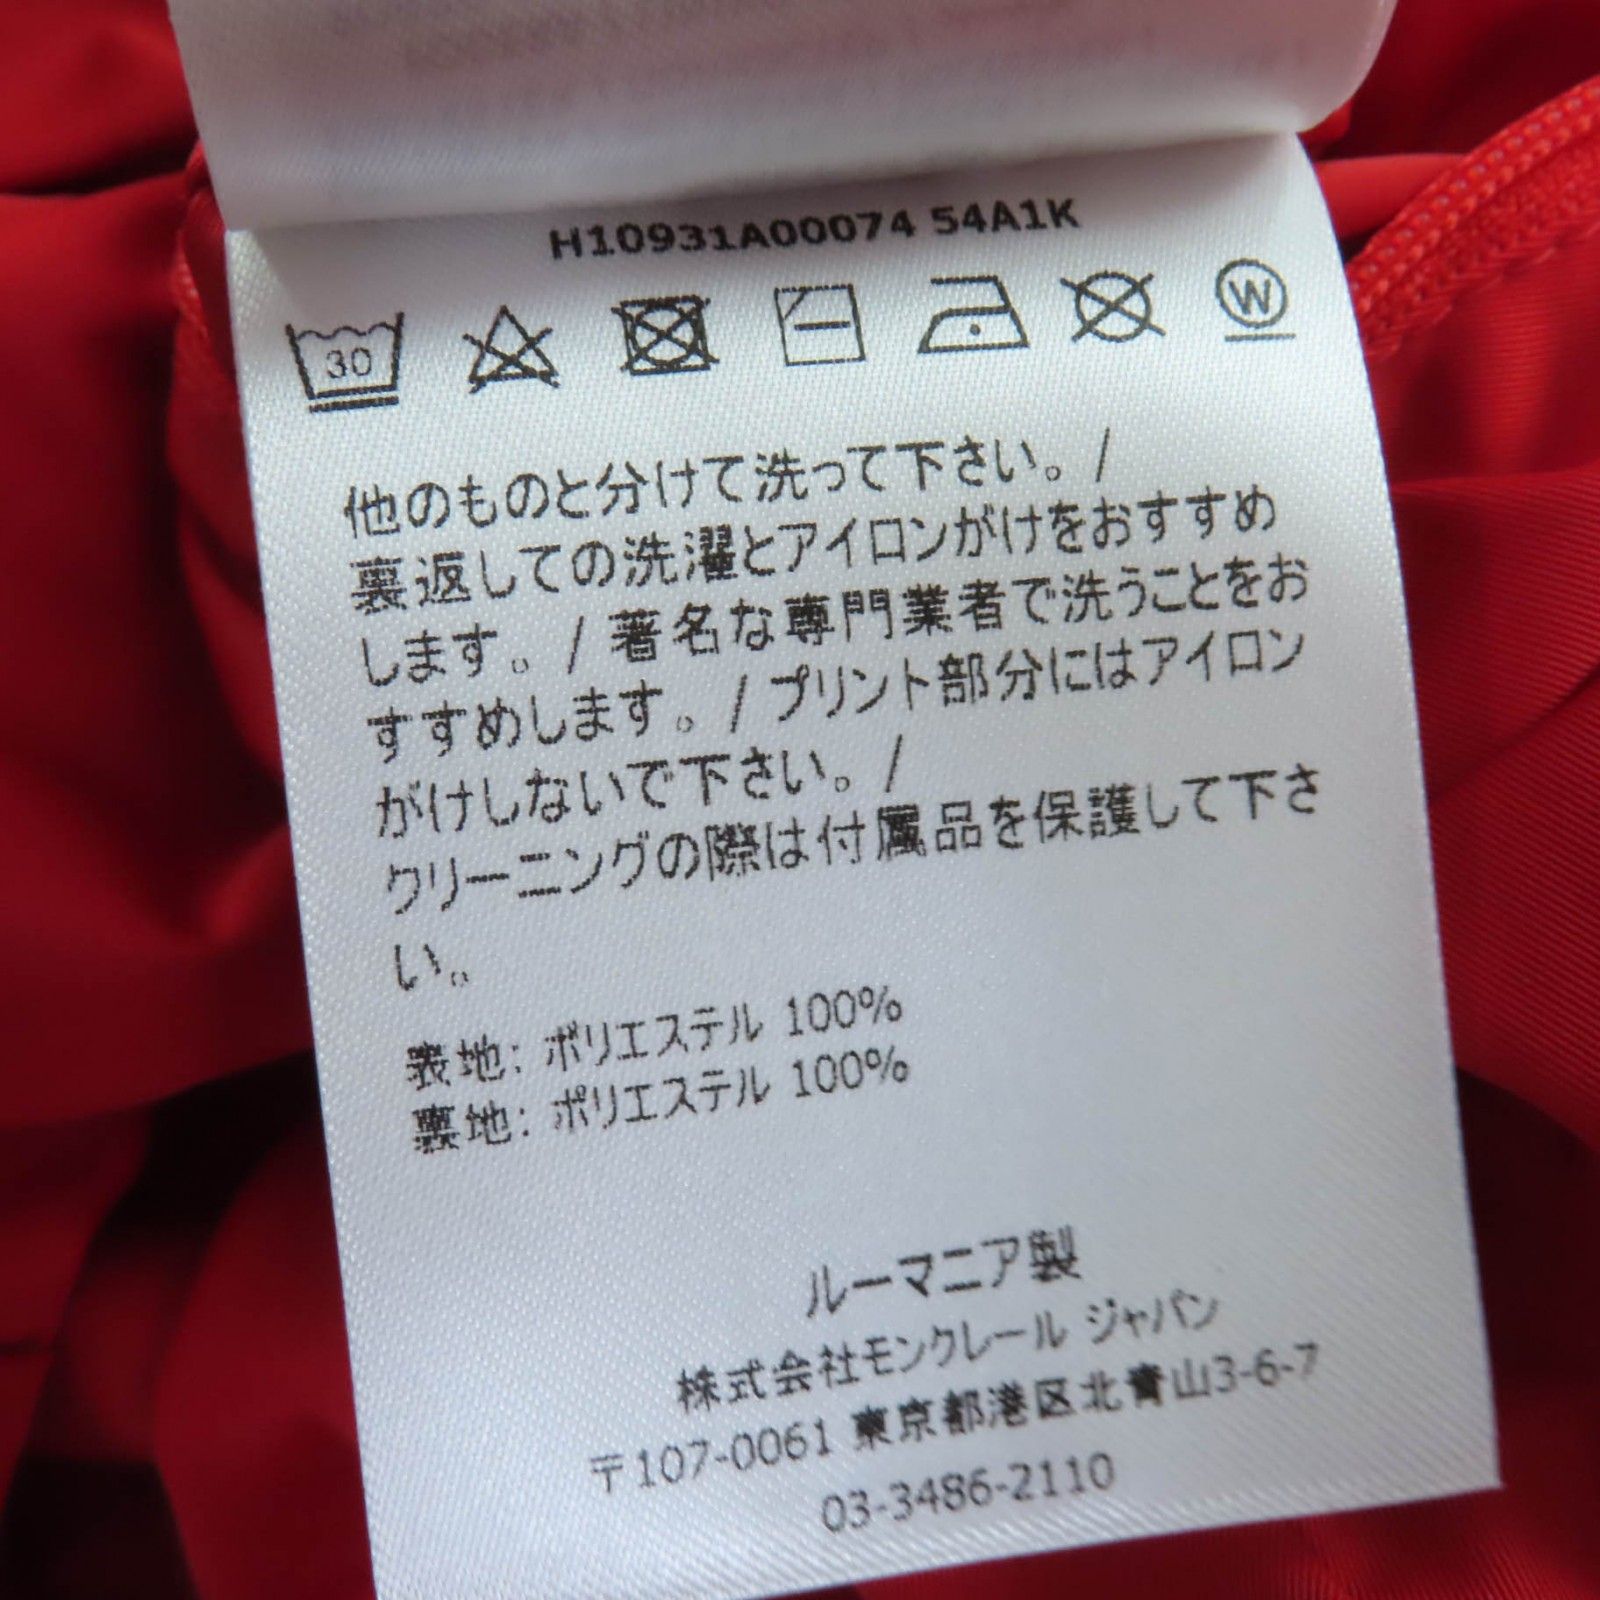 H10931A00074 54A1K
30
W
他のものと分けて洗って下さい。/
裏返しての洗濯とアイロンがけをおすすめ
します。/ 著名な専門業者で洗うことをお
すすめします。/ プリント部分にはアイロン
がけしないで下さい。/
クリーニングの際は付属品を保護して下さ
い。
表地: ポリエステル 100%
裏地: ポリエステル 100%
ルーマニア製
株式会社モンクレール ジャパン
〒107-0061 東京都港区北青山3-6-7
03-3486-2110